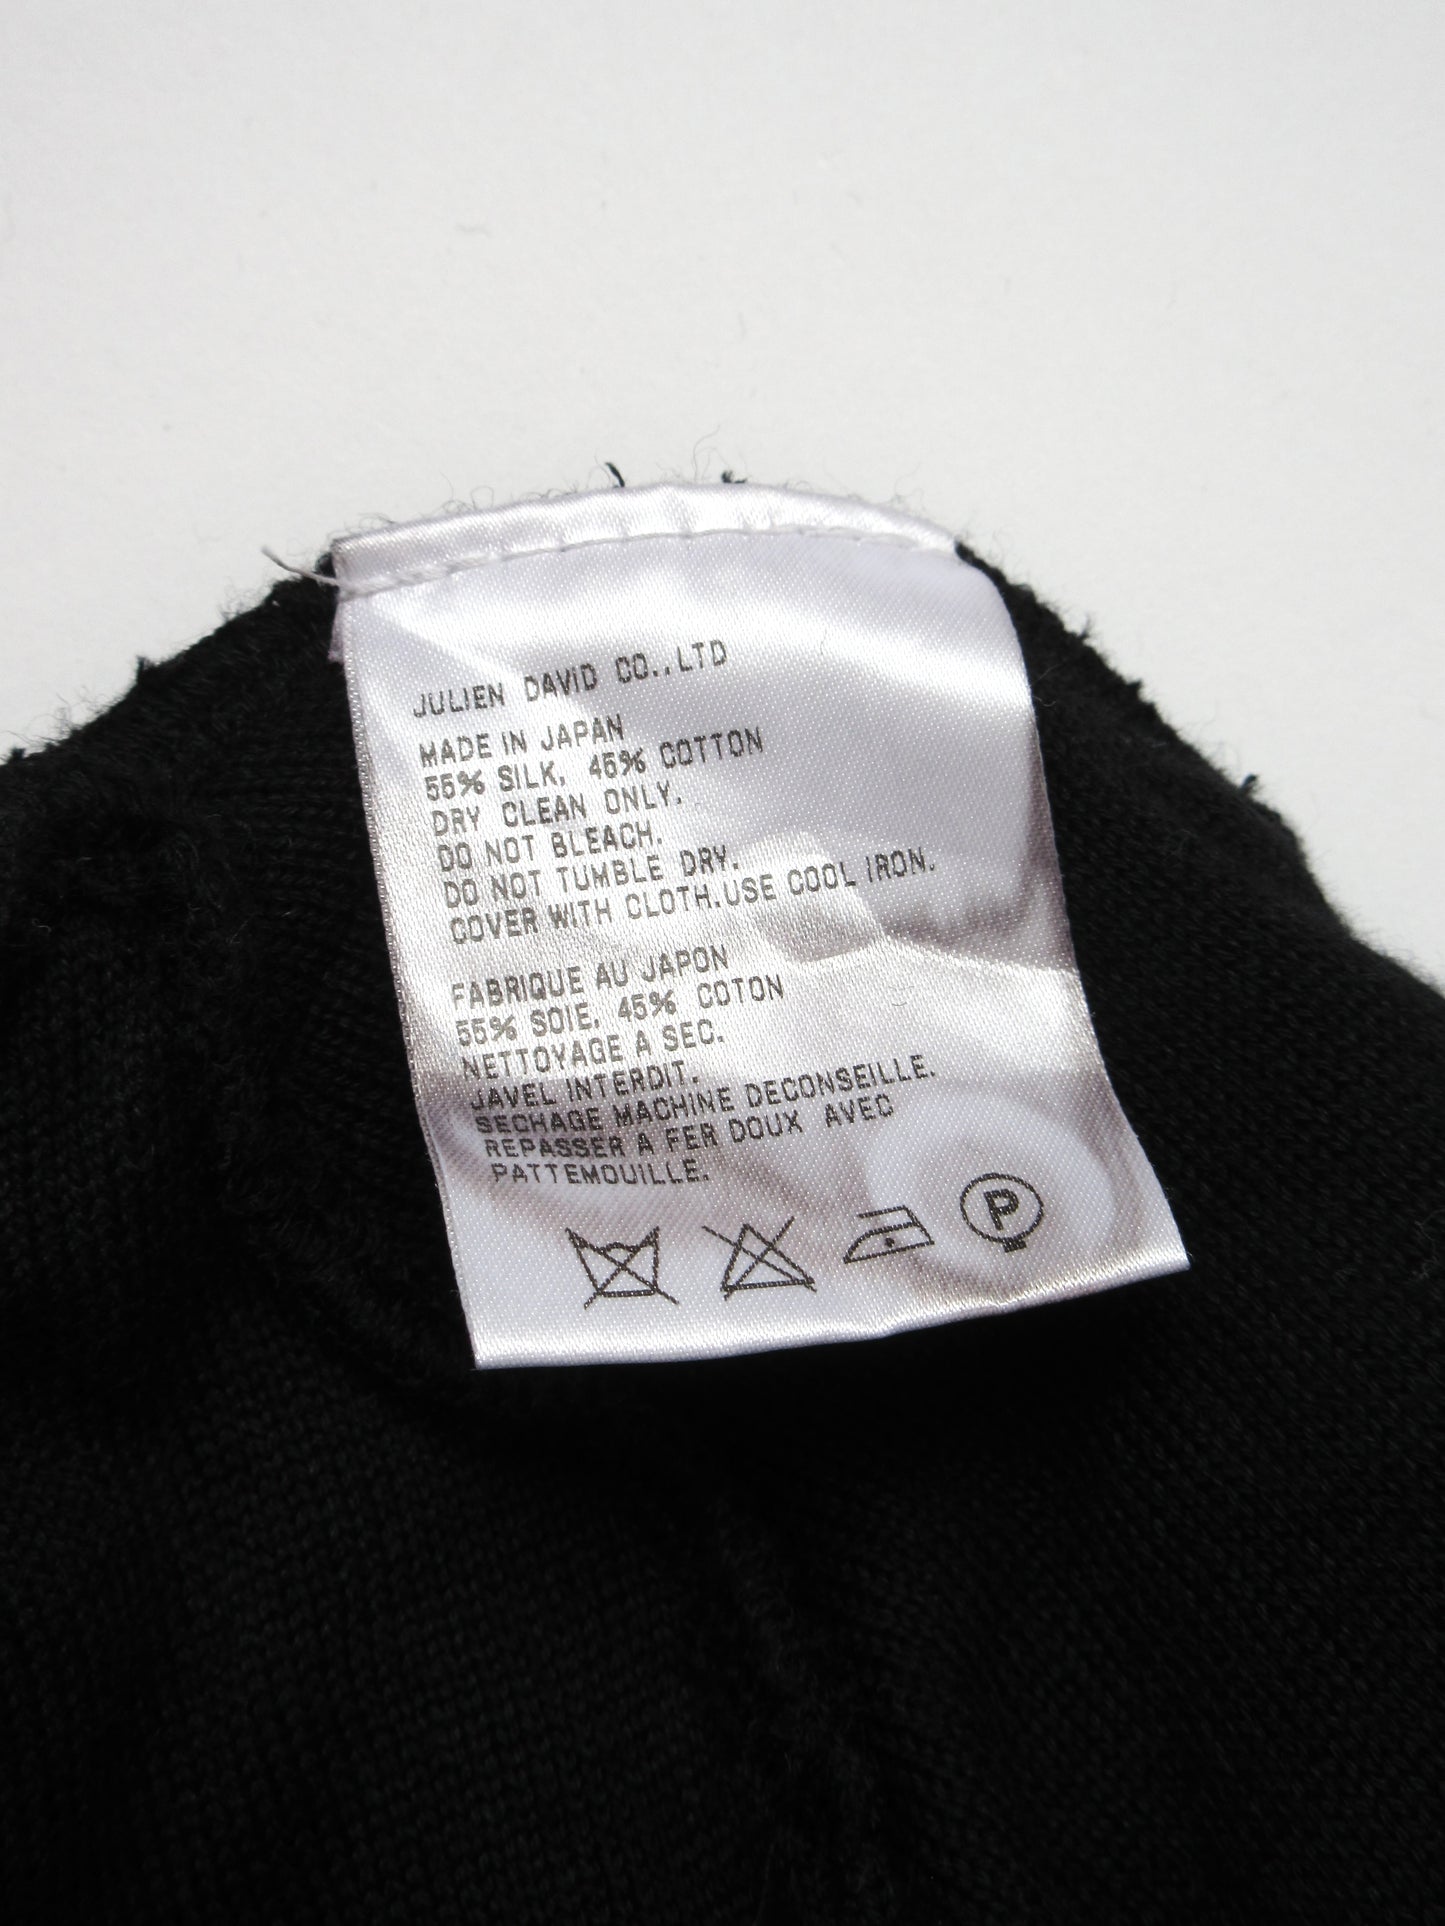 JULIEN DAVID CO.,LTD
MADE IN JAPAN
55% SILK, 45% COTTON
DRY CLEAN ONLY.
DO NOT BLEACH.
DO NOT TUMBLE DRY.
COVER WITH CLOTH.USE COOL IRON.
FABRIQUE AU JAPON
55% SOIE, 45% COTON
NETTOYAGE A SEC.
JAVEL INTERDIT.
SECHAGE MACHINE DECONSEILLE.
REPASSER A FER DOUX AVEC
PATTEMOUILLE.
P